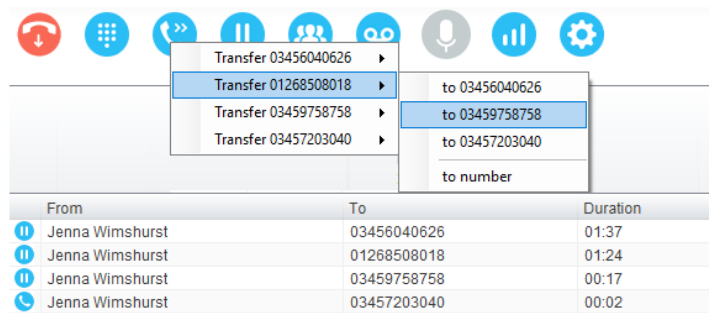 Transfer 03456040626
Transfer 01268508018
Transfer 03459758758
Transfer 03457203040
to 03456040626
to 03459758758
to 03457203040
to number
From To Duration
Jenna Wimshurst 03456040626 01:37
Jenna Wimshurst 01268508018 01:24
Jenna Wimshurst 03459758758 00:17
Jenna Wimshurst 03457203040 00:02